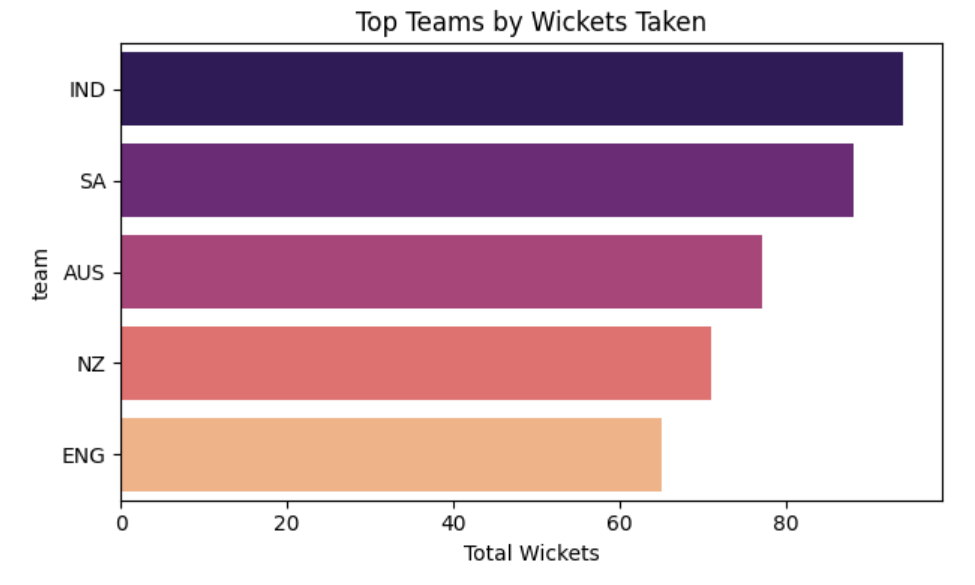 Top Teams by Wickets Taken
IND
SA
AUS
NZ
ENG
team
0 20 40 60 80
Total Wickets